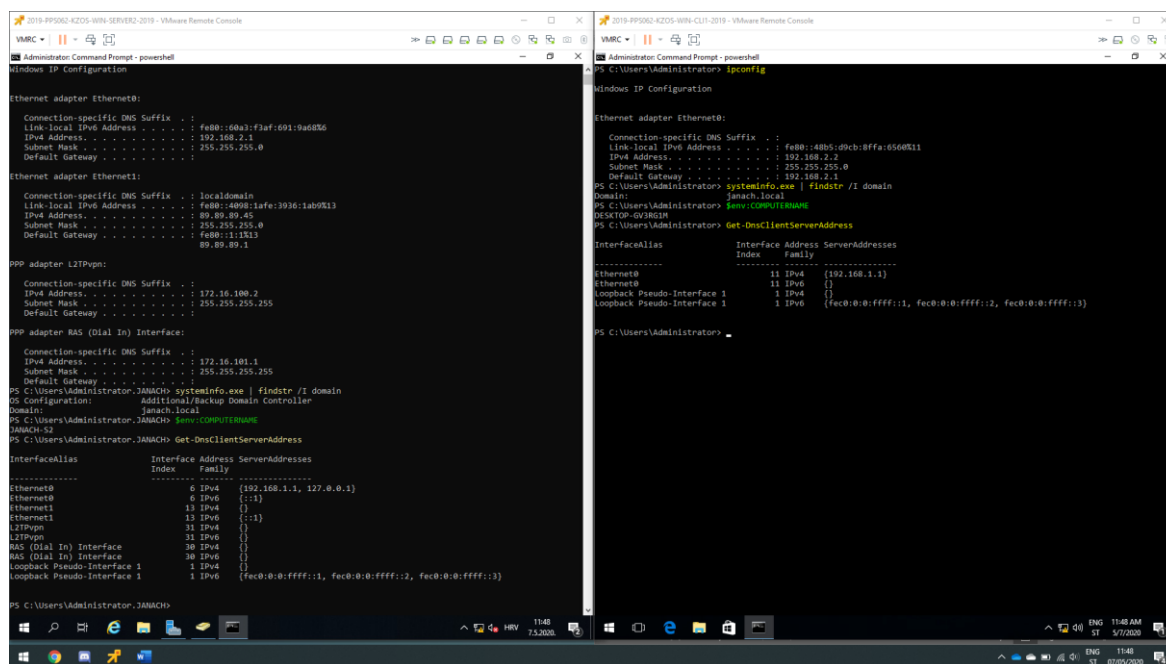 2019-PPS062-KZOS-WIN-SERVER2-2019 - VMware Remote Console
VMRC
Administrator: Command Prompt - powershell
Windows IP Configuration
Ethernet adapter Ethernet0:
Connection-specific DNS Suffix . :
Link-local IPv6 Address . . . . . : fe80::60a3:f3af:691:9a68%6
IPv4 Address. . . . . . . . . . . : 192.168.2.1
Subnet Mask . . . . . . . . . . . : 255.255.255.0
Default Gateway . . . . . . . . . :
Ethernet adapter Ethernet1:
Connection-specific DNS Suffix . : localdomain
Link-local IPv6 Address . . . . . : fe80::4098:1afe:3936:1ab9%13
IPv4 Address. . . . . . . . . . . : 89.89.89.45
Subnet Mask . . . . . . . . . . . : 255.255.255.0
Default Gateway . . . . . . . . . : fe80::1:1%13
89.89.89.1
PPP adapter L2TPvpn:
Connection-specific DNS Suffix . :
IPv4 Address. . . . . . . . . . . : 172.16.100.2
Subnet Mask . . . . . . . . . . . : 255.255.255.255
Default Gateway . . . . . . . . . :
PPP adapter RAS (Dial In) Interface:
Connection-specific DNS Suffix . :
IPv4 Address. . . . . . . . . . . : 172.16.101.1
Subnet Mask . . . . . . . . . . . : 255.255.255.255
Default Gateway . . . . . . . . . :
PS C:\Users\Administrator.JANACH> systeminfo.exe | findstr /I domain
OS Configuration: Additional/Backup Domain Controller
Domain: janach.local
PS C:\Users\Administrator.JANACH> $env:COMPUTERNAME
JANACH-S2
PS C:\Users\Administrator.JANACH> Get-DnsClientServerAddress
InterfaceAlias Interface Address ServerAddresses
Index Family
-------------- --------- ------- ---------------
Ethernet0 6 IPv4 {192.168.1.1, 127.0.0.1}
Ethernet0 6 IPv6 {::1}
Ethernet1 13 IPv4 {}
Ethernet1 13 IPv6 {::1}
L2TPvpn 31 IPv4 {}
L2TPvpn 31 IPv6 {}
RAS (Dial In) Interface 30 IPv4 {}
RAS (Dial In) Interface 30 IPv6 {}
Loopback Pseudo-Interface 1 1 IPv4 {}
Loopback Pseudo-Interface 1 1 IPv6 {fec0:0:0:ffff::1, fec0:0:0:ffff::2, fec0:0:0:ffff::3}
PS C:\Users\Administrator.JANACH>
HRV 11:48
7.5.2020.
2019-PPS062-KZOS-WIN-CLI1-2019 - VMware Remote Console
VMRC
Administrator: Command Prompt - powershell
PS C:\Users\Administrator> ipconfig
Windows IP Configuration
Ethernet adapter Ethernet0:
Connection-specific DNS Suffix . :
Link-local IPv6 Address . . . . . : fe80::48b5:d9cb:8ffa:6560%11
IPv4 Address. . . . . . . . . . . : 192.168.2.2
Subnet Mask . . . . . . . . . . . : 255.255.255.0
Default Gateway . . . . . . . . . : 192.168.2.1
PS C:\Users\Administrator> systeminfo.exe | findstr /I domain
Domain: janach.local
PS C:\Users\Administrator> $env:COMPUTERNAME
DESKTOP-GV3RG1M
PS C:\Users\Administrator> Get-DnsClientServerAddress
InterfaceAlias Interface Address ServerAddresses
Index Family
-------------- --------- ------- ---------------
Ethernet0 11 IPv4 {192.168.1.1}
Ethernet0 11 IPv6 {}
Loopback Pseudo-Interface 1 1 IPv4 {}
Loopback Pseudo-Interface 1 1 IPv6 {fec0:0:0:ffff::1, fec0:0:0:ffff::2, fec0:0:0:ffff::3}
PS C:\Users\Administrator> _
ENG 11:48 AM
ST 5/7/2020
ENG 11:48
ST 07/05/2020